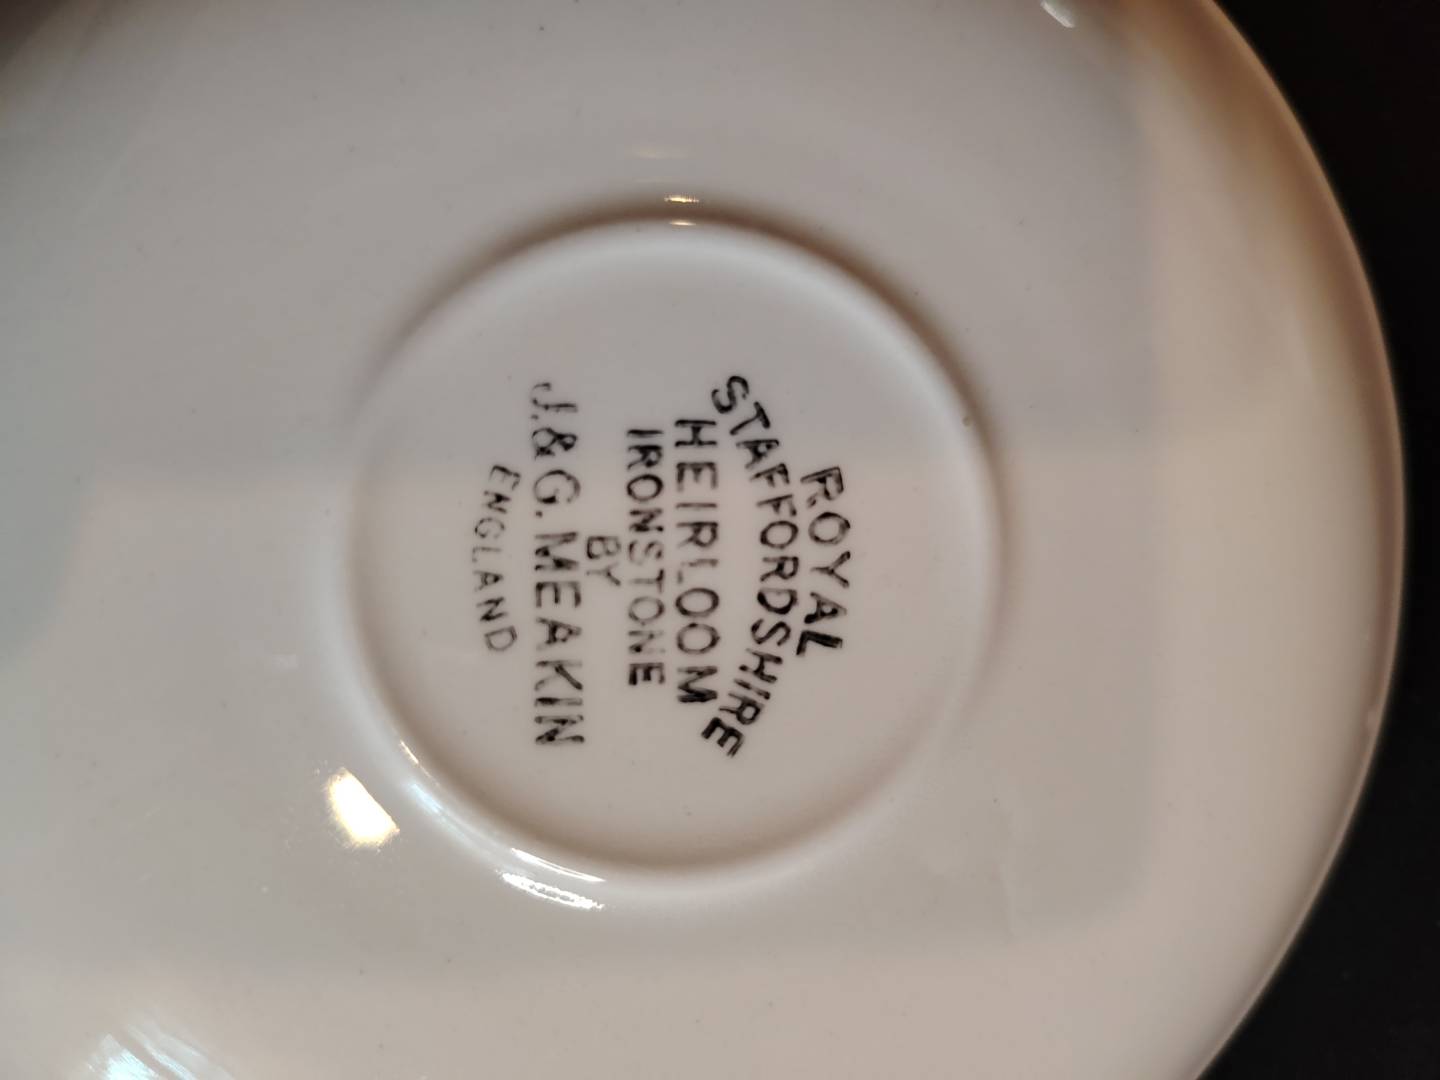 ROYAL
STAFFORDSHIRE
HEIRLOOM
IRONSTONE
BY
J.&G. MEAKIN
ENGLAND